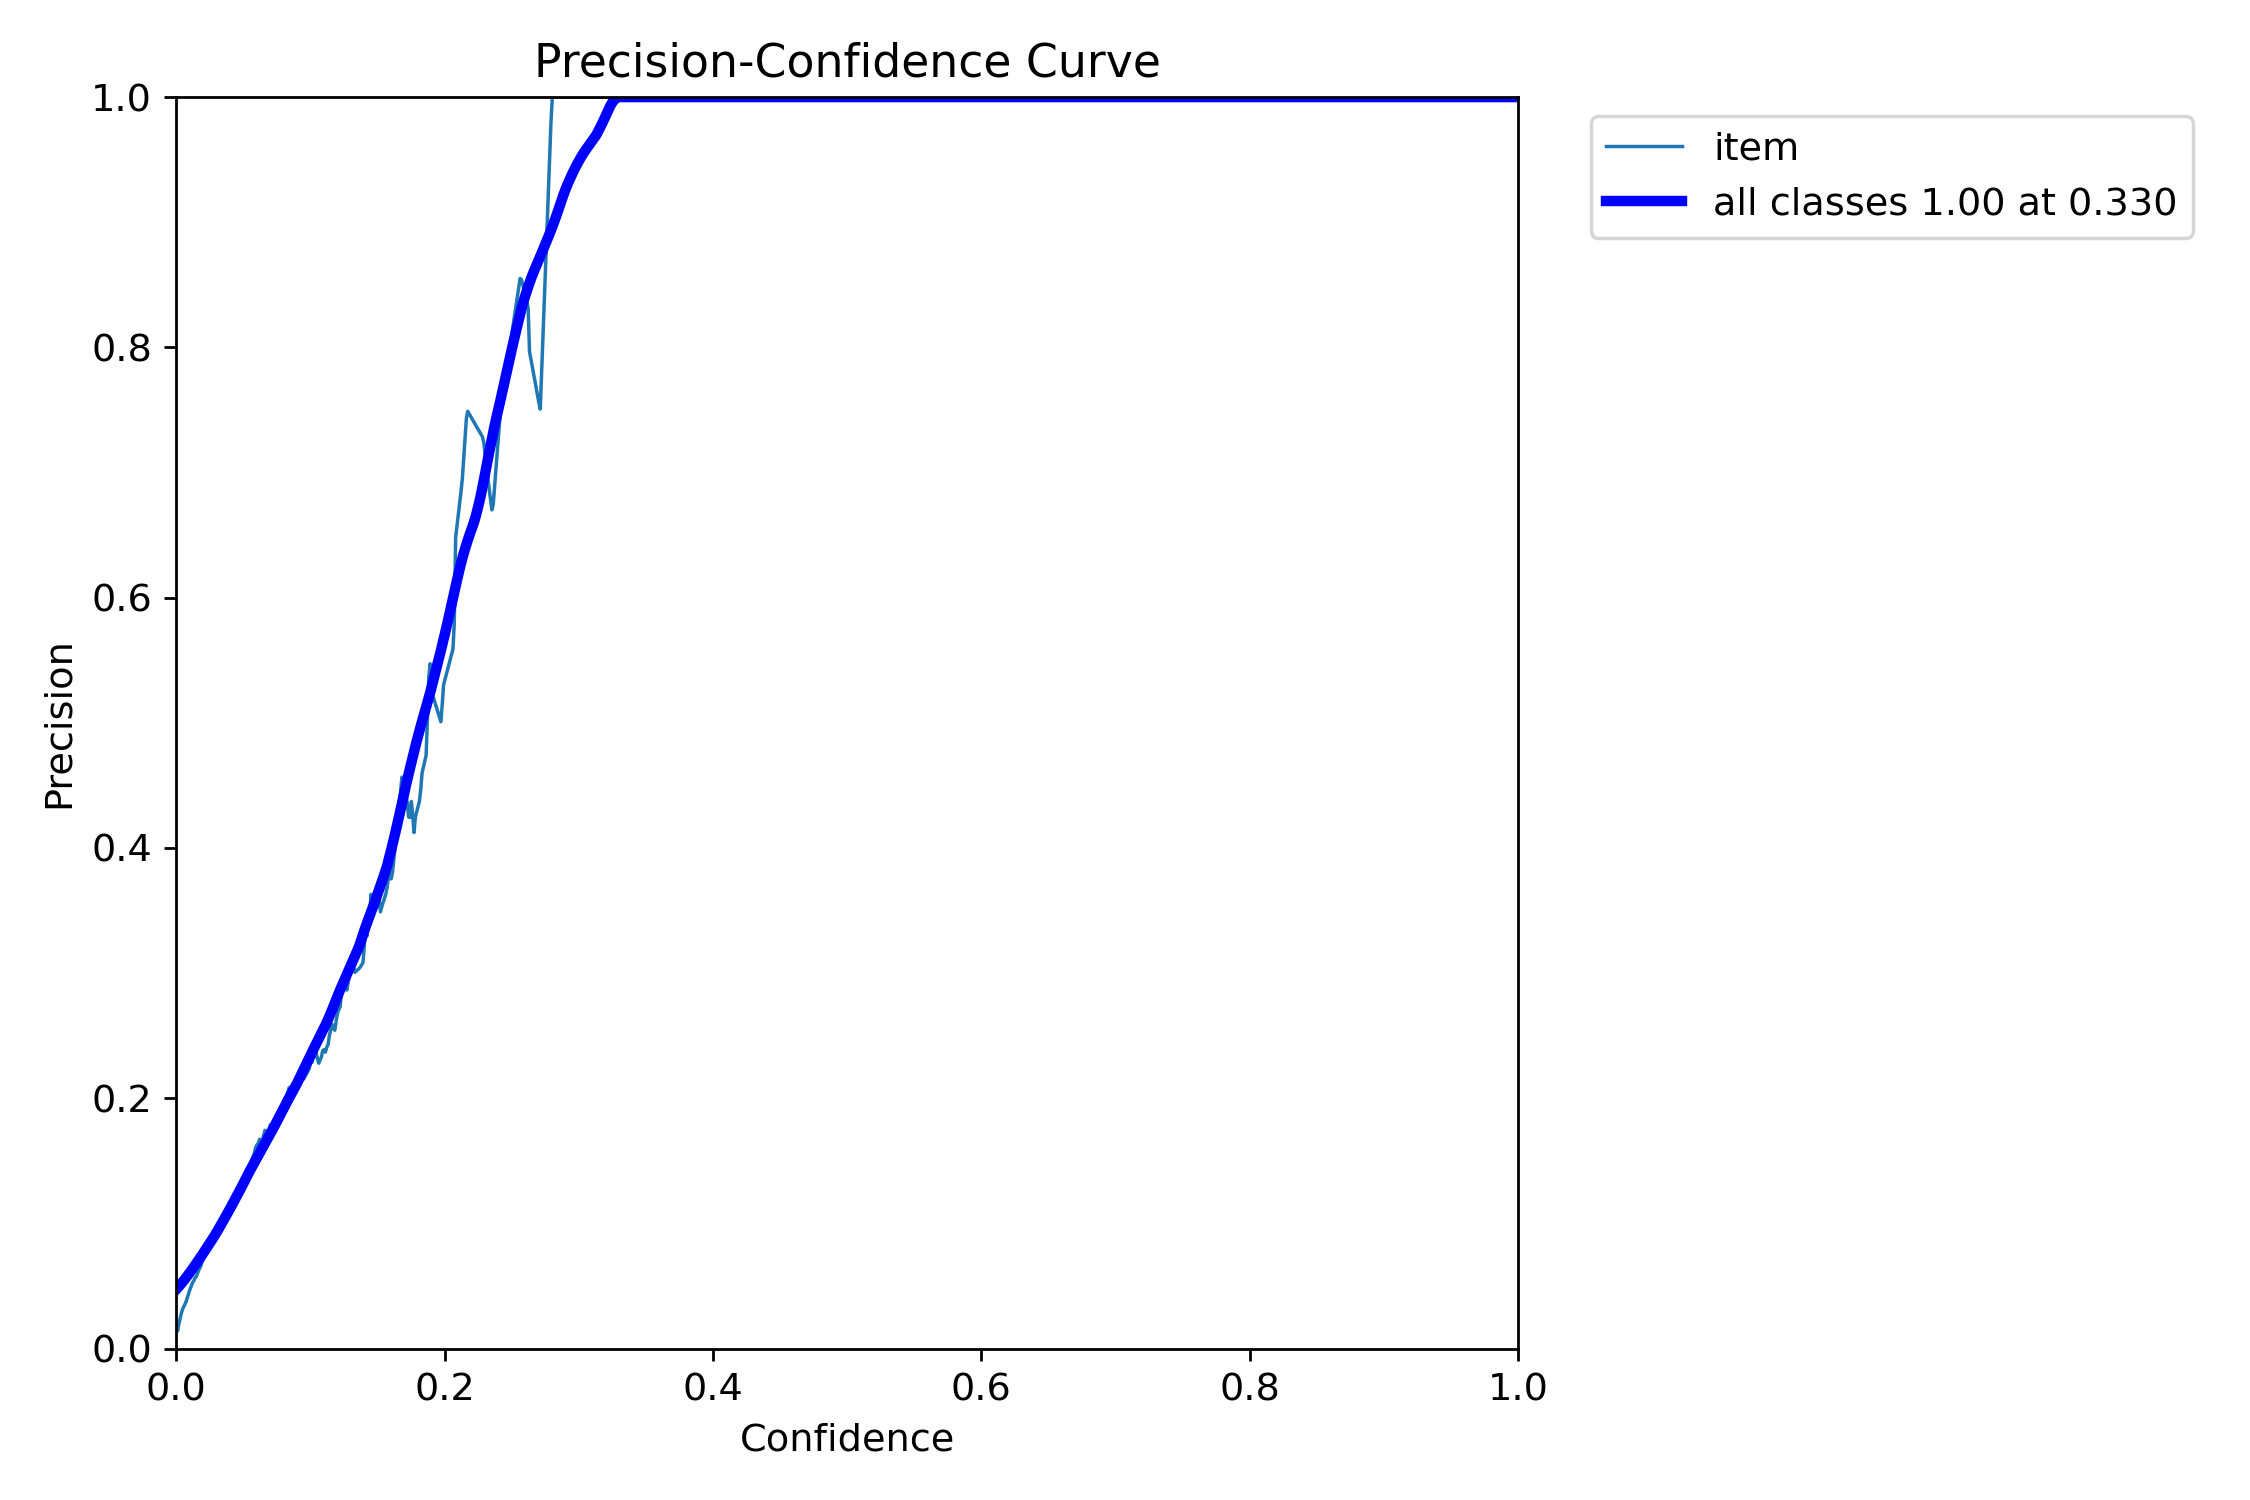 Precision-Confidence Curve
1.0
0.8
0.6
0.4
0.2
0.0
Precision
0.0 0.2 0.4 0.6 0.8 1.0
Confidence
item
all classes 1.00 at 0.330